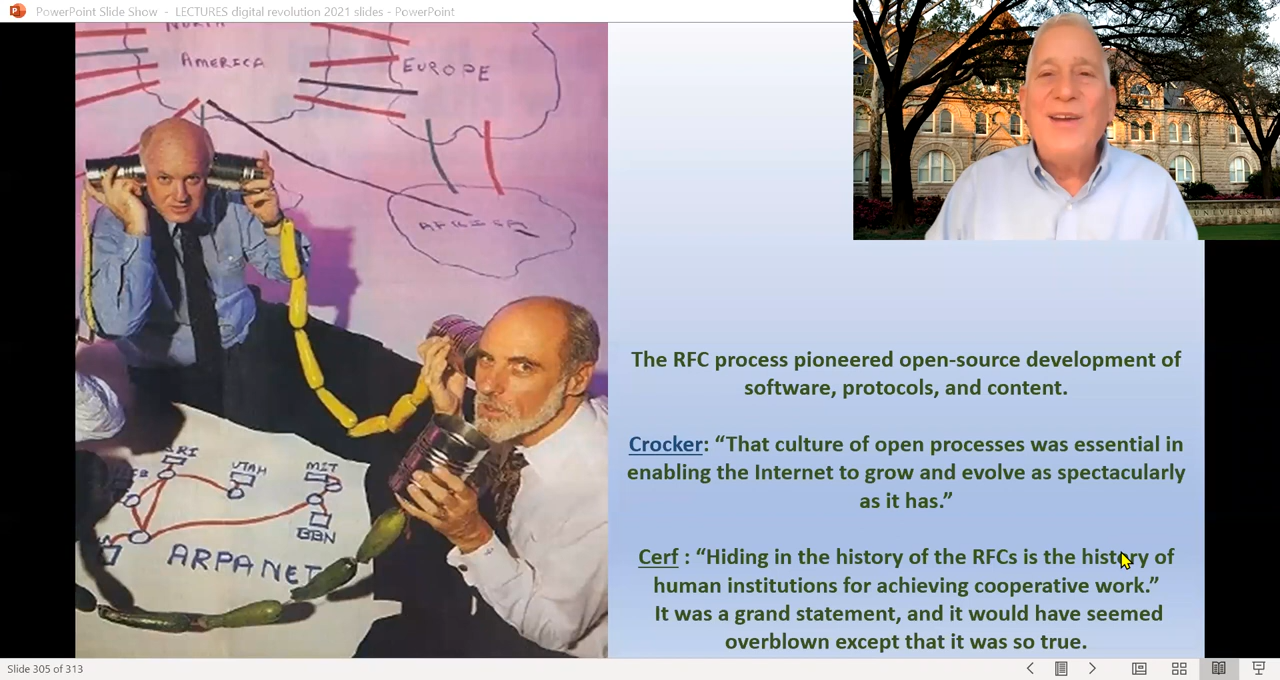 PowerPoint Slide Show - LECTURES digital revolution 2021 slides - PowerPoint
NORTH
AMERICA
EUROPE
AFRICA
UTAH
MIT
BBN
ARPANET
The RFC process pioneered open-source development of
software, protocols, and content.
Crocker: “That culture of open processes was essential in
enabling the Internet to grow and evolve as spectacularly
as it has.”
Cerf : “Hiding in the history of the RFCs is the history of
human institutions for achieving cooperative work.”
It was a grand statement, and it would have seemed
overblown except that it was so true.
Slide 305 of 313